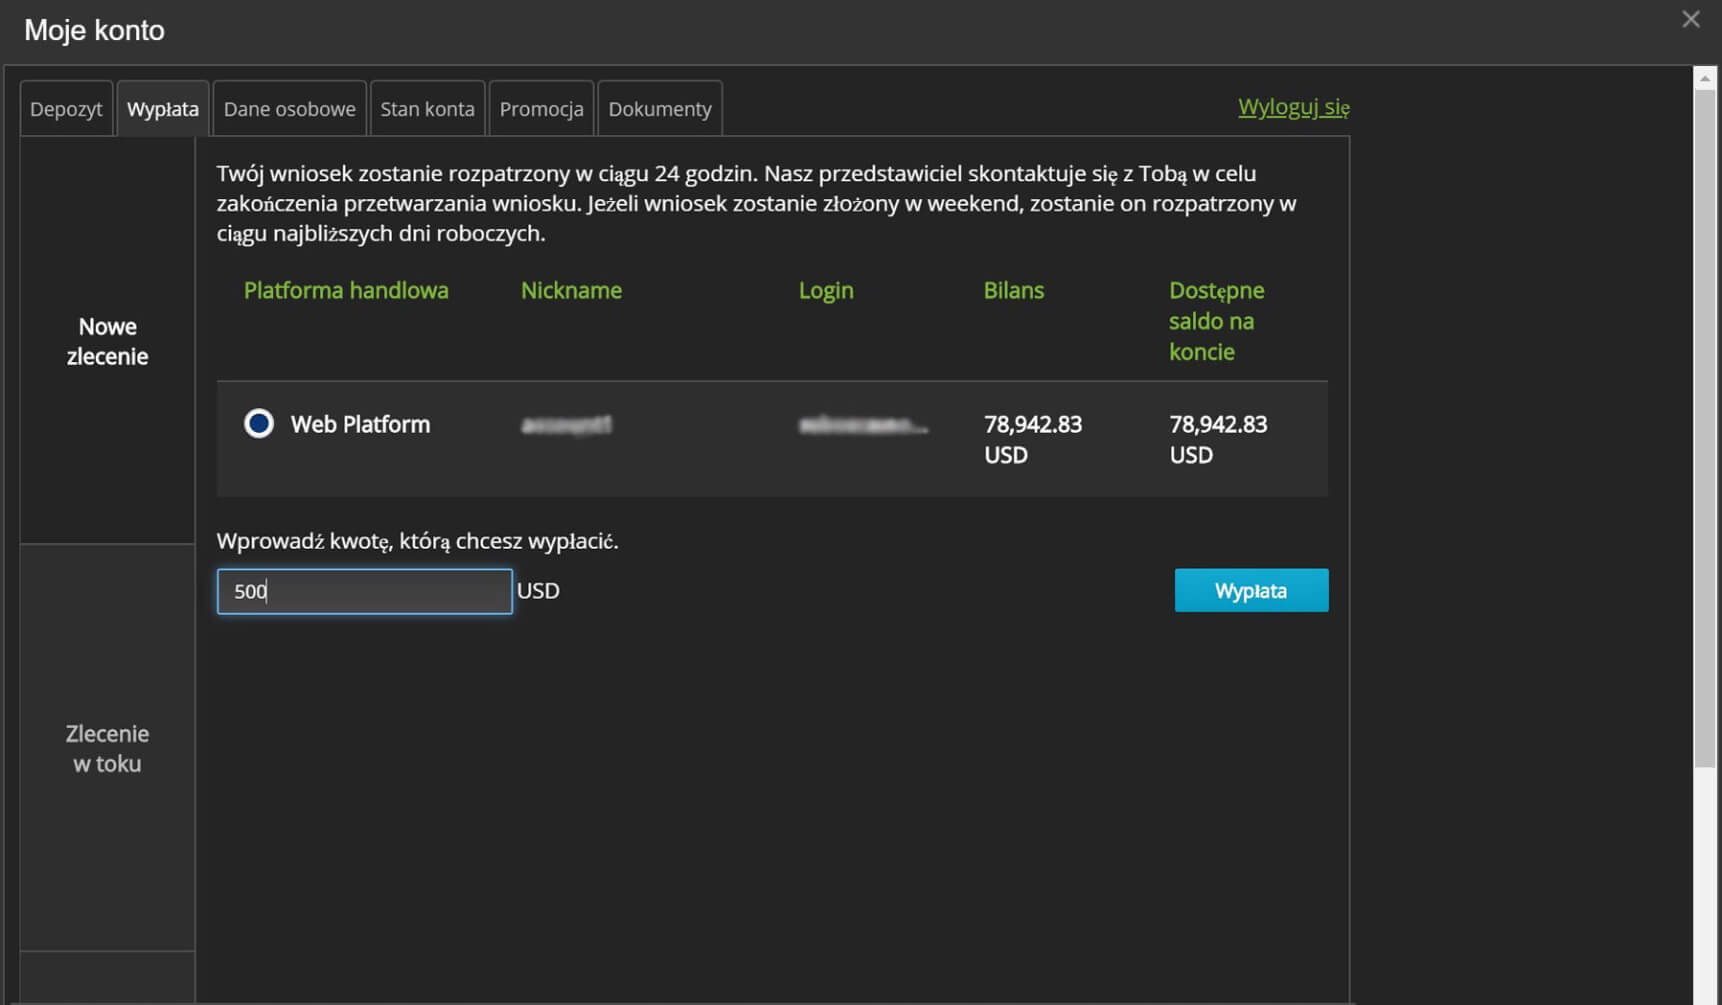 Moje konto
Depozyt
Wypłata
Dane osobowe
Stan konta
Promocja
Dokumenty
Wyloguj się
Twój wniosek zostanie rozpatrzony w ciągu 24 godzin. Nasz przedstawiciel skontaktuje się z Tobą w celu
zakończenia przetwarzania wniosku. Jeżeli wniosek zostanie złożony w weekend, zostanie on rozpatrzony w
ciągu najbliższych dni roboczych.
Nowe
zlecenie
Platforma handlowa
Nickname
Login
Bilans
Dostępne
saldo na
koncie
Web Platform
78,942.83
USD
78,942.83
USD
Wprowadź kwotę, którą chcesz wypłacić.
500
USD
Wypłata
Zlecenie
w toku